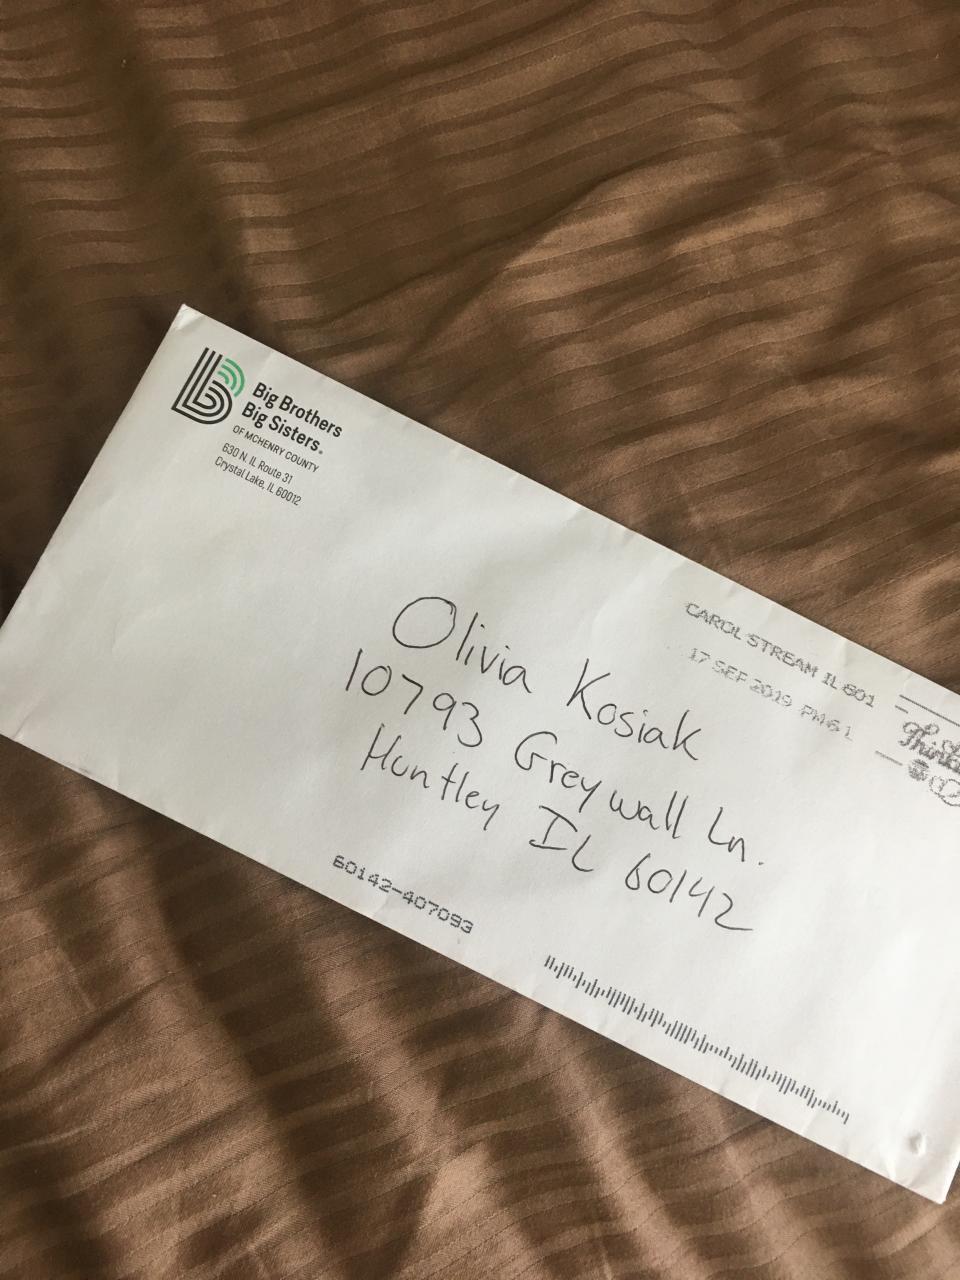 Big Brothers
Big Sisters.
OF MCHENRY COUNTY
630 N. IL Route 31
Crystal Lake, IL 60012
CAROL STREAM IL 601
17 SEP 2019 PM 6 L
Olivia Kosiak
10793 Greywall Ln.
Huntley IL 60142
60142-407093